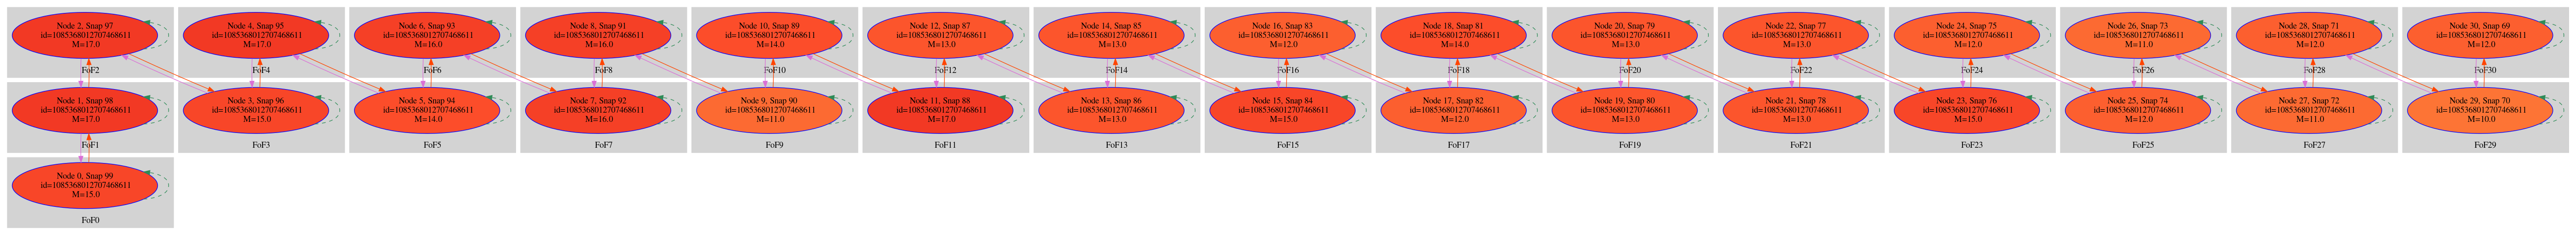 Node 2, Snap 97
id=1085368012707468611
M=17.0
FoF2
Node 4, Snap 95
id=1085368012707468611
M=17.0
FoF4
Node 6, Snap 93
id=1085368012707468611
M=16.0
FoF6
Node 8, Snap 91
id=1085368012707468611
M=16.0
FoF8
Node 10, Snap 89
id=1085368012707468611
M=14.0
FoF10
Node 12, Snap 87
id=1085368012707468611
M=13.0
FoF12
Node 14, Snap 85
id=1085368012707468611
M=13.0
FoF14
Node 16, Snap 83
id=1085368012707468611
M=12.0
FoF16
Node 18, Snap 81
id=1085368012707468611
M=14.0
FoF18
Node 20, Snap 79
id=1085368012707468611
M=13.0
FoF20
Node 22, Snap 77
id=1085368012707468611
M=13.0
FoF22
Node 24, Snap 75
id=1085368012707468611
M=12.0
FoF24
Node 26, Snap 73
id=1085368012707468611
M=11.0
FoF26
Node 28, Snap 71
id=1085368012707468611
M=12.0
FoF28
Node 30, Snap 69
id=1085368012707468611
M=12.0
FoF30
Node 1, Snap 98
id=1085368012707468611
M=17.0
FoF1
Node 3, Snap 96
id=1085368012707468611
M=15.0
FoF3
Node 5, Snap 94
id=1085368012707468611
M=14.0
FoF5
Node 7, Snap 92
id=1085368012707468611
M=16.0
FoF7
Node 9, Snap 90
id=1085368012707468611
M=11.0
FoF9
Node 11, Snap 88
id=1085368012707468611
M=17.0
FoF11
Node 13, Snap 86
id=1085368012707468611
M=13.0
FoF13
Node 15, Snap 84
id=1085368012707468611
M=15.0
FoF15
Node 17, Snap 82
id=1085368012707468611
M=12.0
FoF17
Node 19, Snap 80
id=1085368012707468611
M=13.0
FoF19
Node 21, Snap 78
id=1085368012707468611
M=13.0
FoF21
Node 23, Snap 76
id=1085368012707468611
M=15.0
FoF23
Node 25, Snap 74
id=1085368012707468611
M=12.0
FoF25
Node 27, Snap 72
id=1085368012707468611
M=11.0
FoF27
Node 29, Snap 70
id=1085368012707468611
M=10.0
FoF29
Node 0, Snap 99
id=1085368012707468611
M=15.0
FoF0